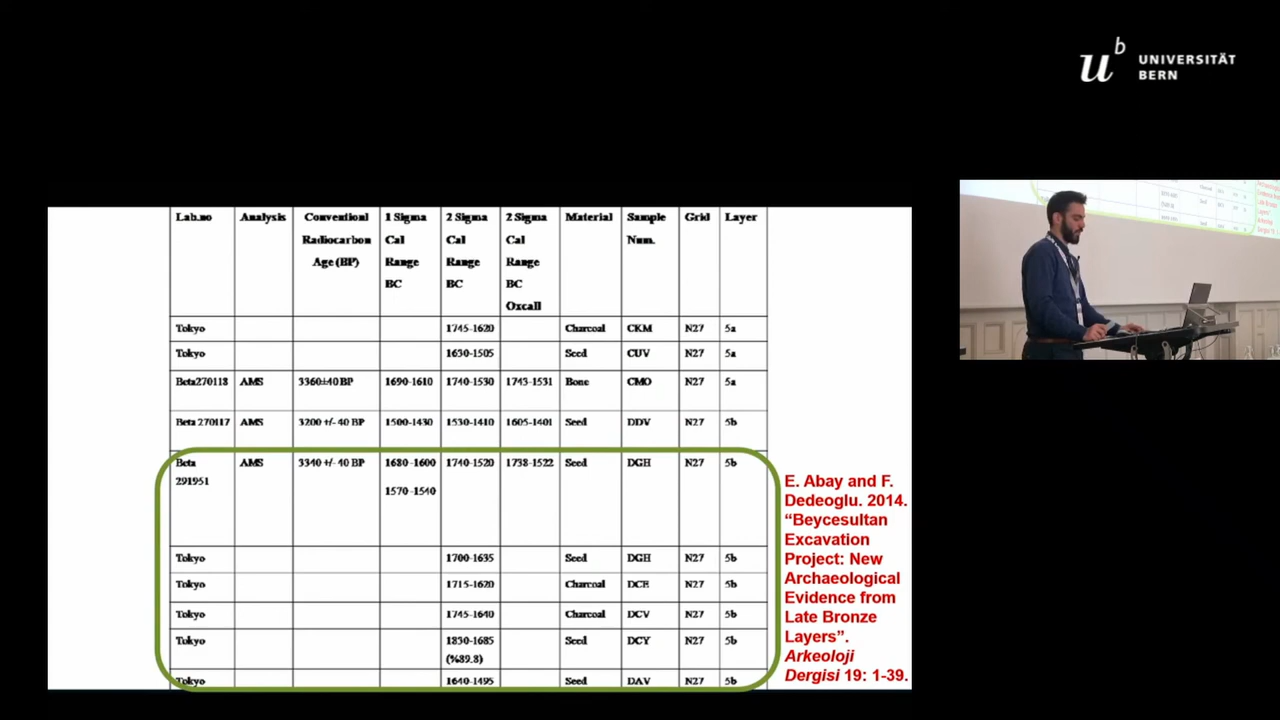 u b UNIVERSITÄT
BERN
Lab.no Analysis Conventionl Radiocarbon Age (BP) 1 Sigma Cal Range BC 2 Sigma Cal Range BC 2 Sigma Cal Range BC Oxcall Material Sample Num. Grid Layer
Tokyo 1745-1620 Charcoal CKM N27 5a
Tokyo 1630-1505 Seed CUV N27 5a
Beta270118 AMS 3360±40 BP 1690-1610 1740-1530 1743-1531 Bone CMO N27 5a
Beta 270117 AMS 3200 +/- 40 BP 1500-1430 1530-1410 1605-1401 Seed DDV N27 5b
Beta 291951 AMS 3340 +/- 40 BP 1680-1600 1570-1540 1740-1520 1738-1522 Seed DGH N27 5b
Tokyo 1700-1635 Seed DGH N27 5b
Tokyo 1715-1620 Charcoal DCE N27 5b
Tokyo 1745-1640 Charcoal DCV N27 5b
Tokyo 1830-1685 (%89.8) Seed DCY N27 5b
Tokyo 1640-1495 Seed DAV N27 5b
E. Abay and F.
Dedeoglu. 2014.
“Beycesultan
Excavation
Project: New
Archaeological
Evidence from
Late Bronze
Layers”.
Arkeoloji
Dergisi 19: 1-39.